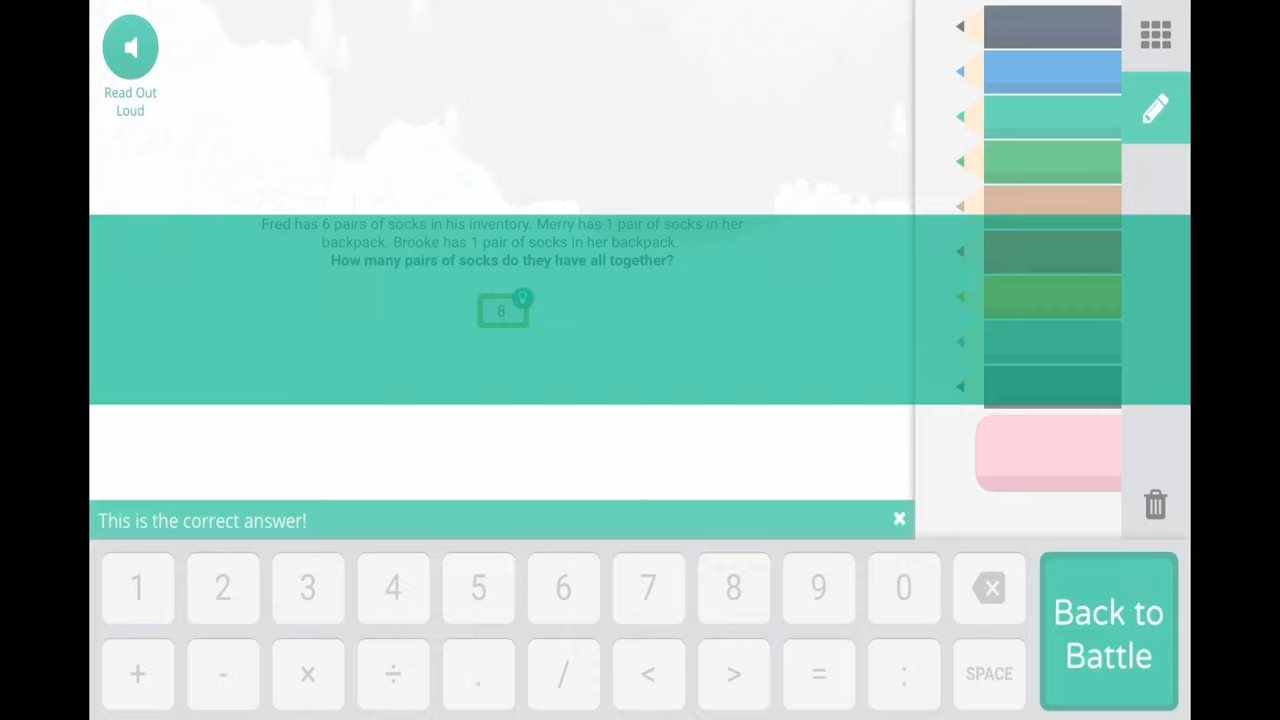 Read Out
Loud
Fred has 6 pairs of socks in his inventory. Merry has 1 pair of socks in her
backpack. Brooke has 1 pair of socks in her backpack.
How many pairs of socks do they have all together?
8
This is the correct answer!
1 2 3 4 5 6 7 8 9 0
Back to
Battle
+ - × ÷ . / < > = : SPACE